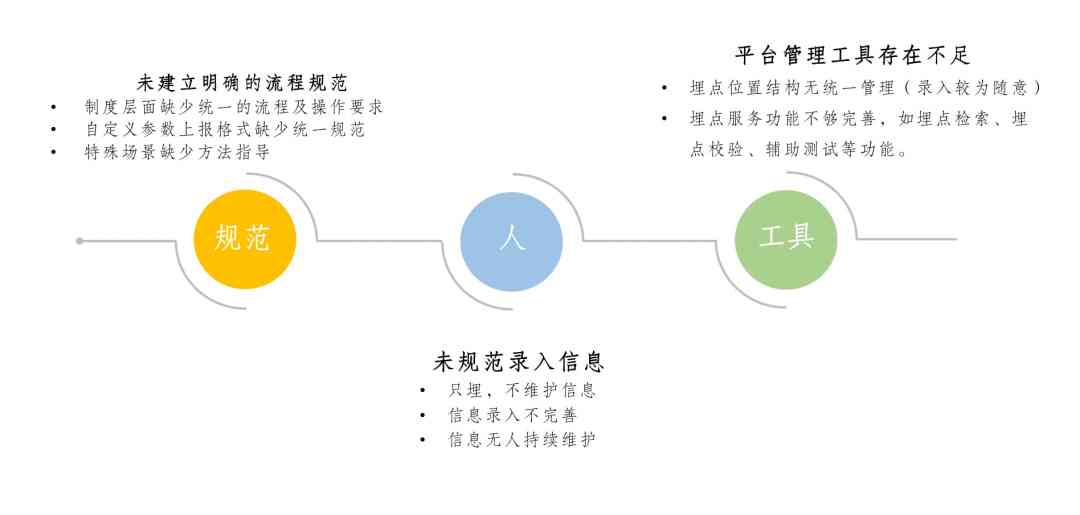 未建立明确的流程规范
• 制度层面缺少统一的流程及操作要求
• 自定义参数上报格式缺少统一规范
• 特殊场景缺少方法指导
平台管理工具存在不足
• 埋点位置结构无统一管理（录入较为随意）
• 埋点服务功能不够完善，如埋点检索、埋
点校验、辅助测试等功能。
规范
人
工具
未规范录入信息
• 只埋，不维护信息
• 信息录入不完善
• 信息无人持续维护